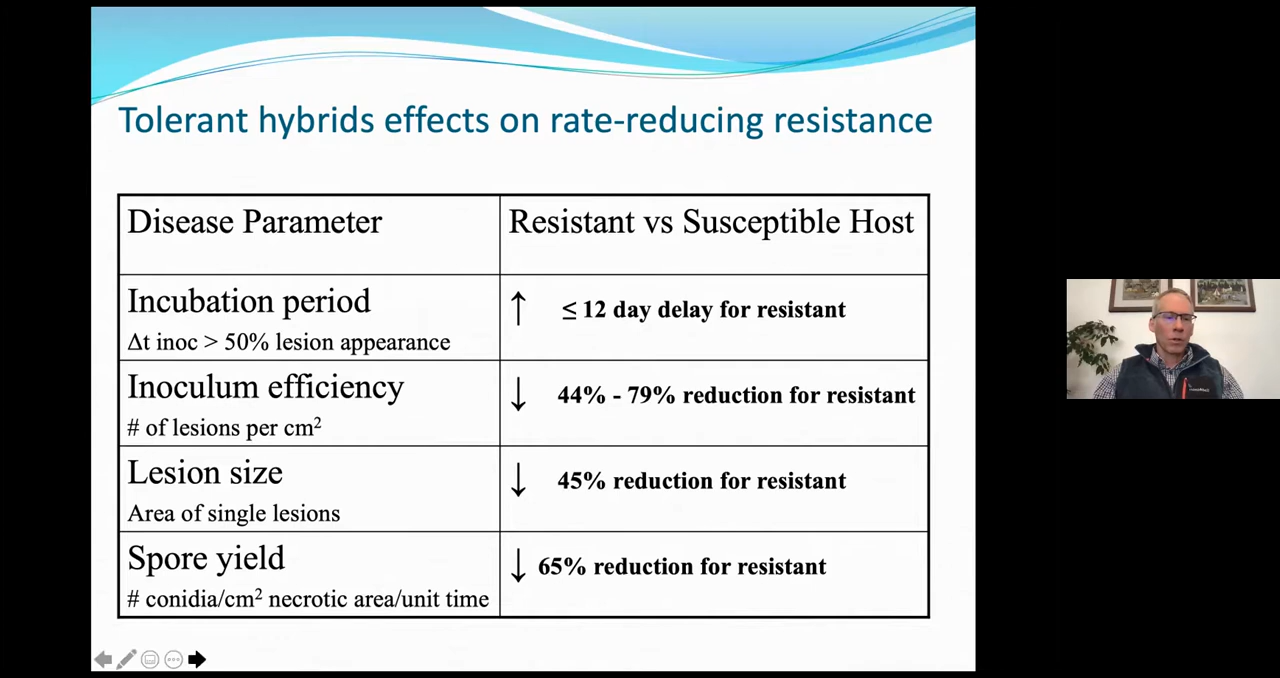 Tolerant hybrids effects on rate-reducing resistance
Disease Parameter
Resistant vs Susceptible Host
Incubation period
Δt inoc > 50% lesion appearance
↑ ≤ 12 day delay for resistant
Inoculum efficiency
# of lesions per cm²
↓ 44% - 79% reduction for resistant
Lesion size
Area of single lesions
↓ 45% reduction for resistant
Spore yield
# conidia/cm² necrotic area/unit time
↓ 65% reduction for resistant